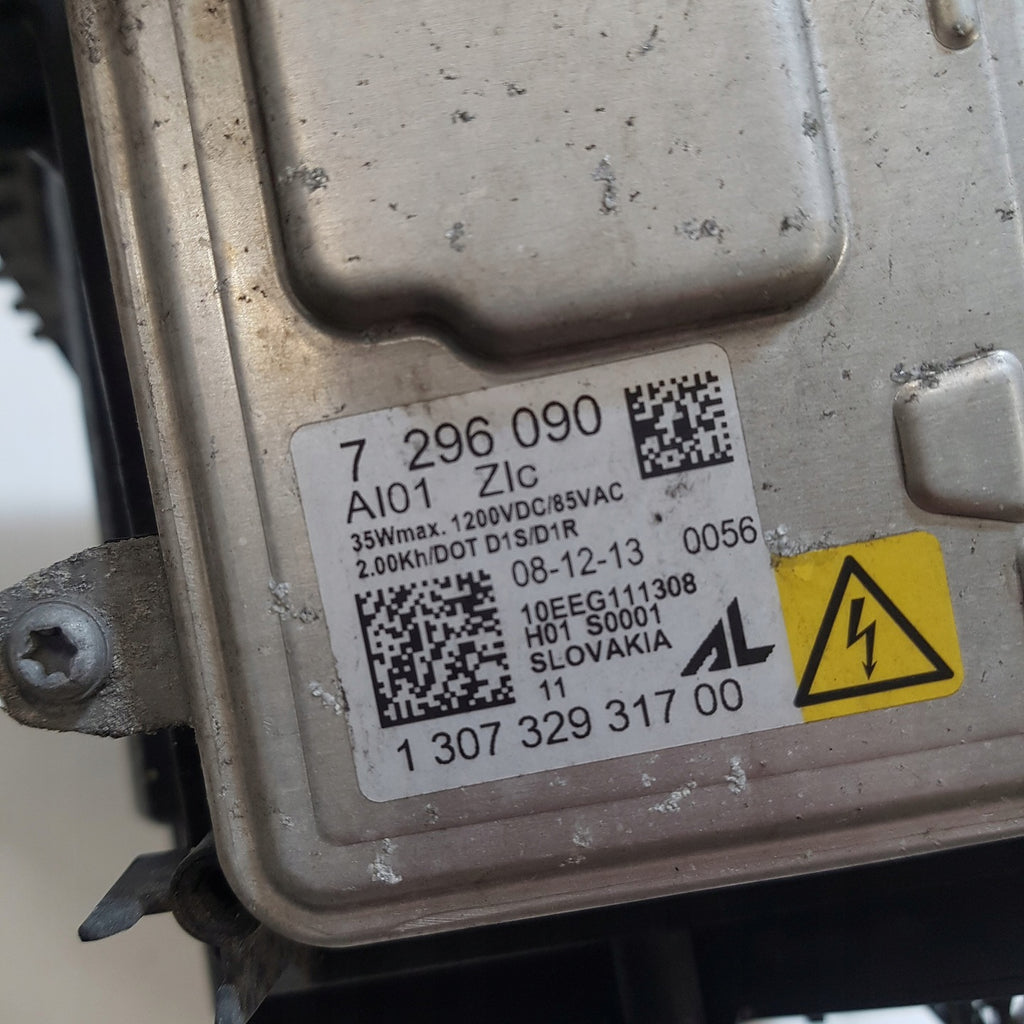 7 296 090
AI01 ZIc
35Wmax. 1200VDC/85VAC
2.00Kh/DOT D1S/D1R
08-12-13 0056
10EEG111308
H01 S0001
SLOVAKIA
AL
11
1 307 329 317 00